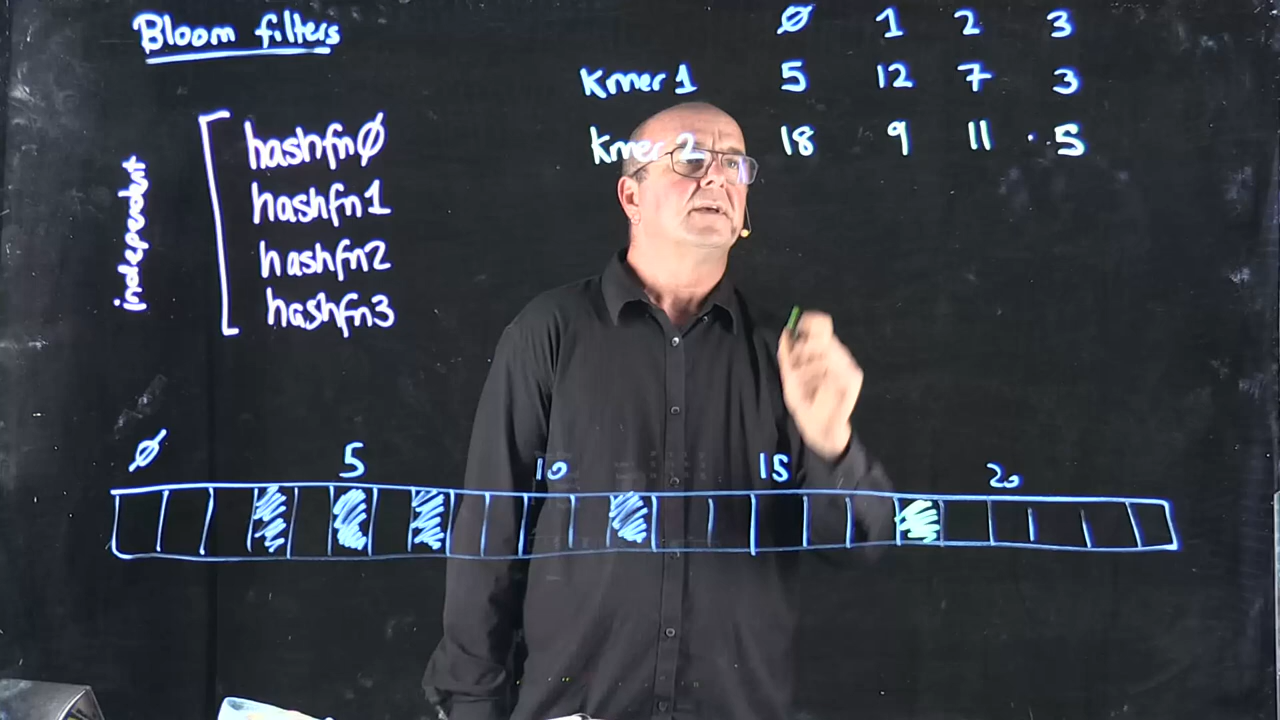 Bloom filters
Ø 1 2 3
Kmer 1 5 12 7 3
Kmer 2 18 9 11 5
independent
hashfnØ
hashfn1
hashfn2
hashfn3
Ø 5 10 15 20